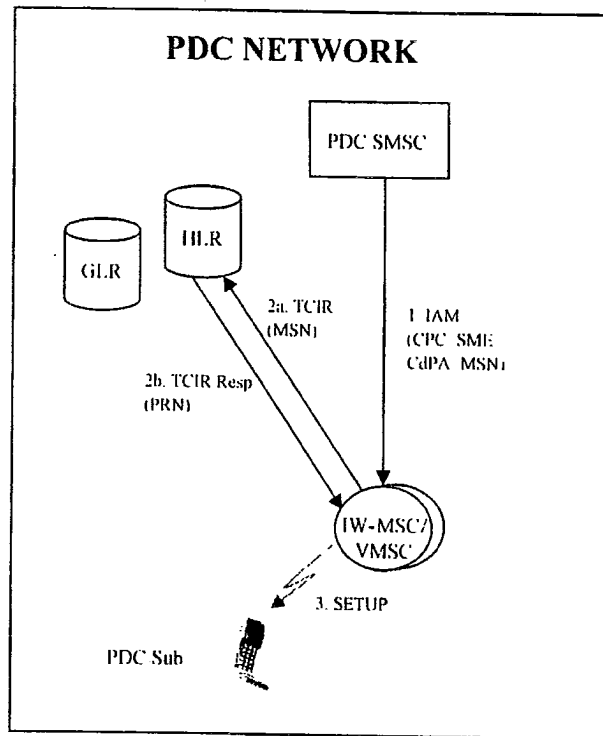 PDC NETWORK
PDC SMSC
HLR
GLR
2a. TCIR
(MSN)
1. IAM
(CPC SME
CdPA MSN)
2b. TCIR Resp
(PRN)
IW-MSC/
VMSC
3. SETUP
PDC Sub